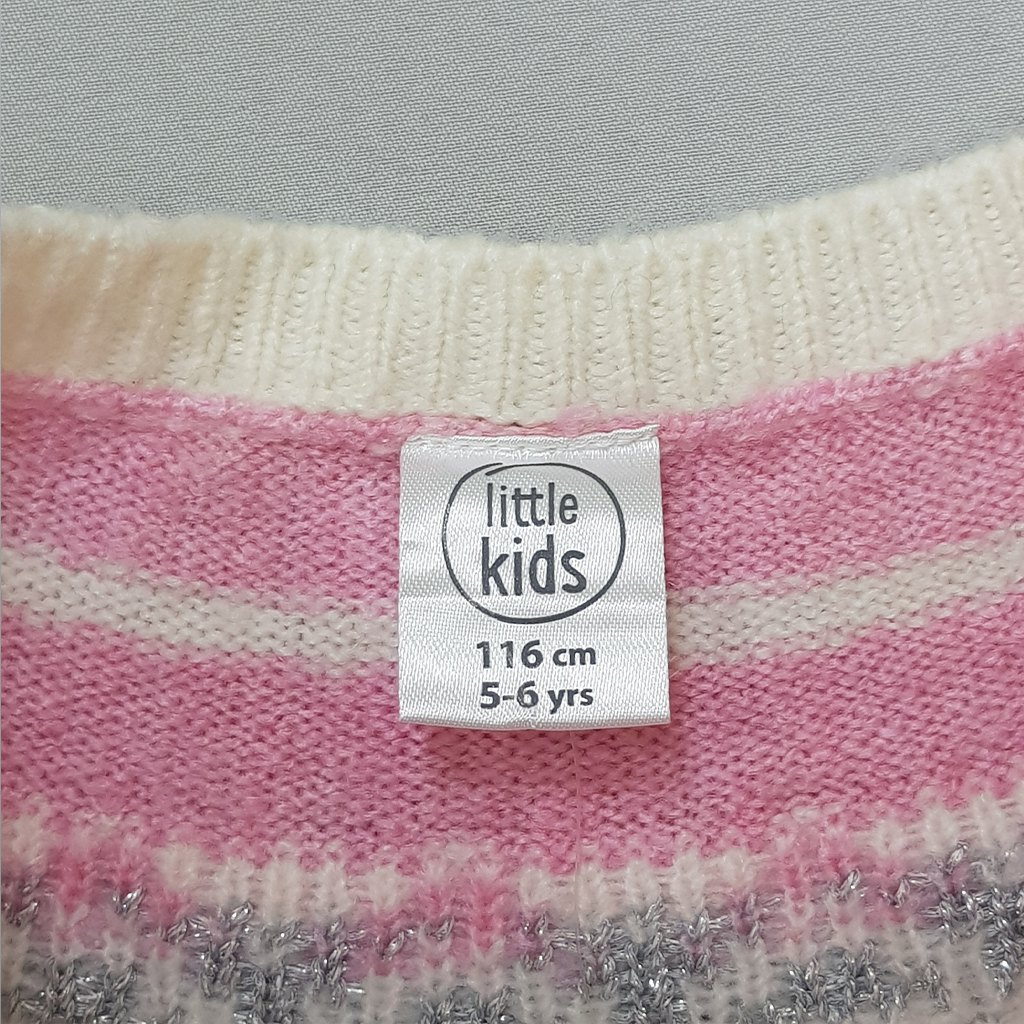 little
kids
116 cm
5-6 yrs